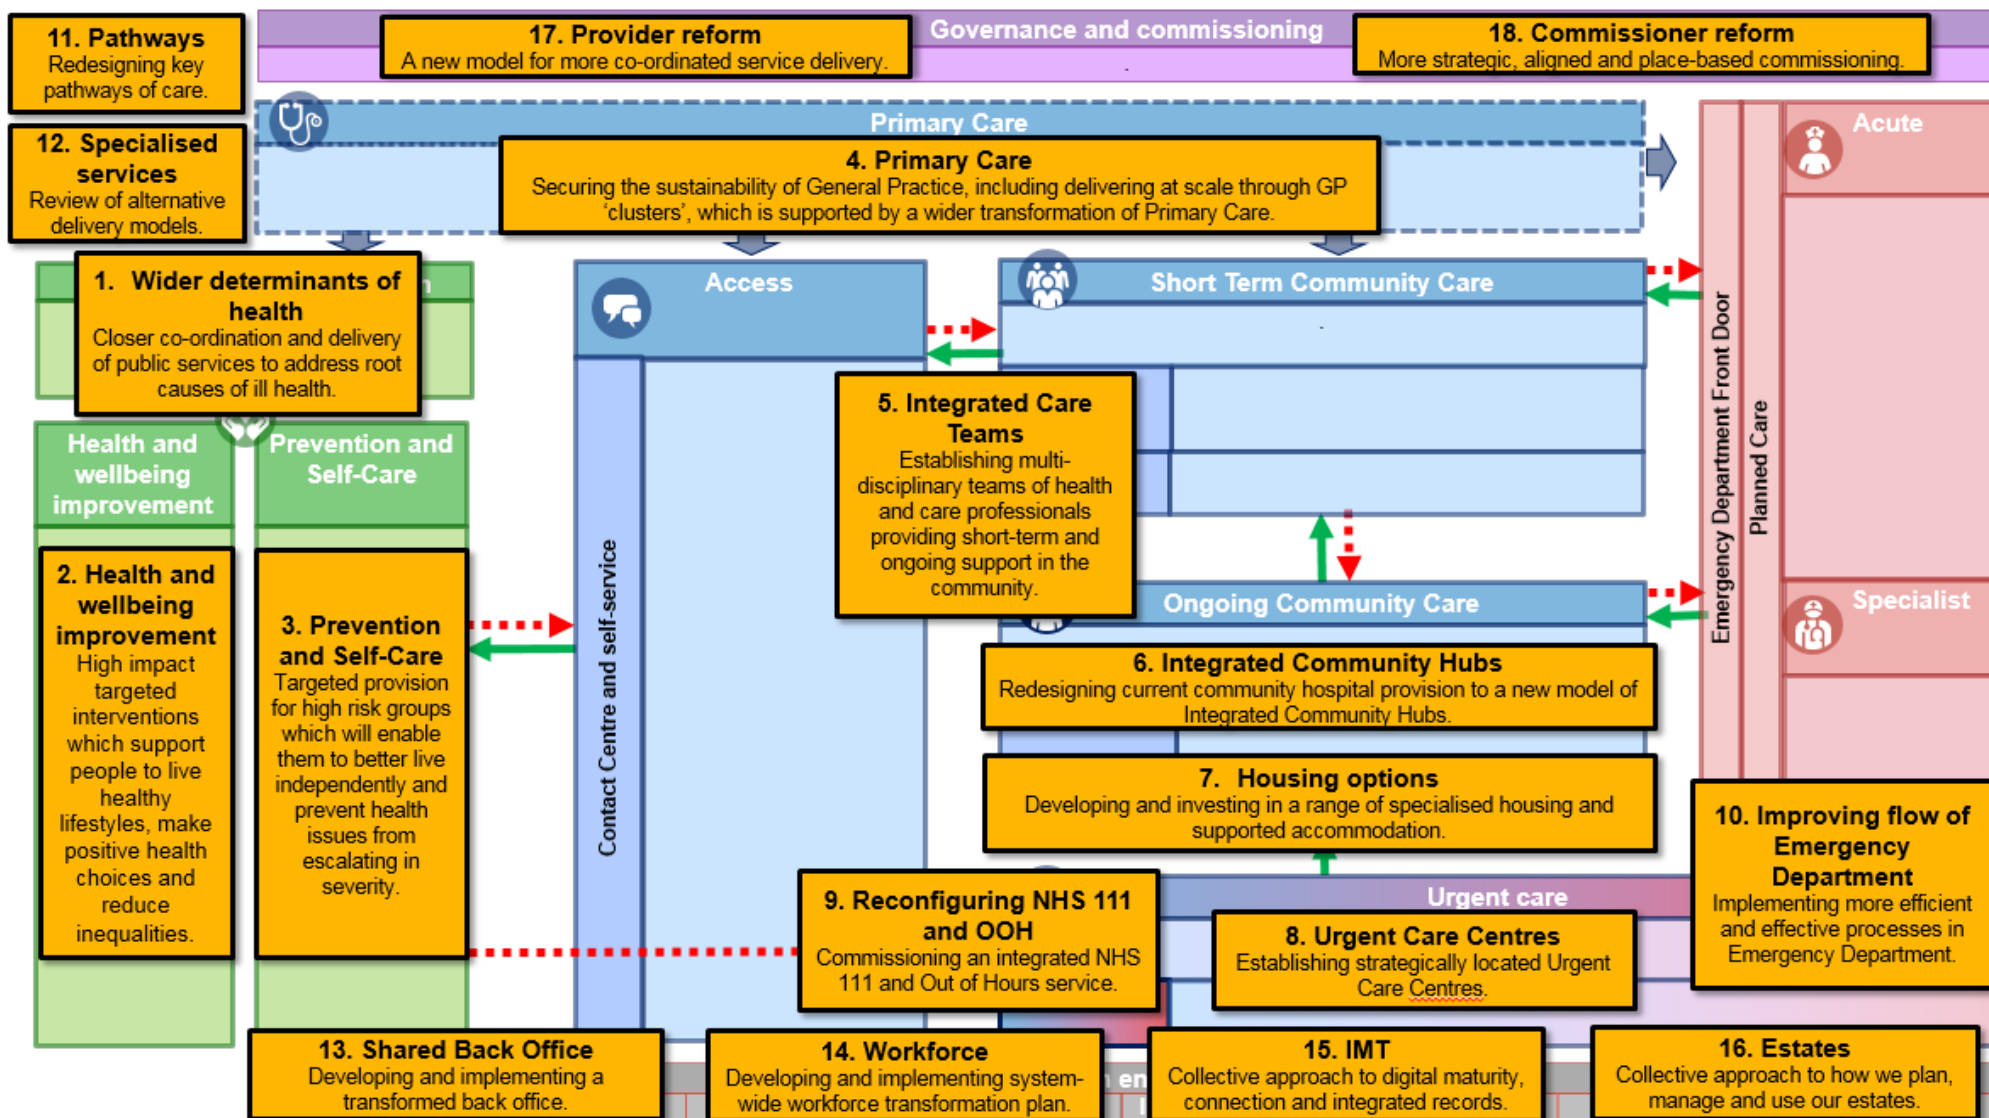 11. Pathways
Redesigning key
pathways of care.
17. Provider reform
A new model for more co-ordinated service delivery.
Governance and commissioning
18. Commissioner reform
More strategic, aligned and place-based commissioning.
12. Specialised
services
Review of alternative
delivery models.
Primary Care
4. Primary Care
Securing the sustainability of General Practice, including delivering at scale through GP
‘clusters’, which is supported by a wider transformation of Primary Care.
Acute
1. Wider determinants of
health
Closer co-ordination and delivery
of public services to address root
causes of ill health.
Access
Short Term Community Care
Health and
wellbeing
improvement
Prevention and
Self-Care
5. Integrated Care
Teams
Establishing multi-
disciplinary teams of health
and care professionals
providing short-term and
ongoing support in the
community.
Emergency Department Front Door
Planned Care
2. Health and
wellbeing
improvement
High impact
targeted
interventions
which support
people to live
healthy
lifestyles, make
positive health
choices and
reduce
inequalities.
3. Prevention
and Self-Care
Targeted provision
for high risk groups
which will enable
them to better live
independently and
prevent health
issues from
escalating in
severity.
Contact Centre and self-service
Ongoing Community Care
Specialist
6. Integrated Community Hubs
Redesigning current community hospital provision to a new model of
Integrated Community Hubs.
7. Housing options
Developing and investing in a range of specialised housing and
supported accommodation.
10. Improving flow of
Emergency
Department
Implementing more efficient
and effective processes in
Emergency Department.
9. Reconfiguring NHS 111
and OOH
Commissioning an integrated NHS
111 and Out of Hours service.
Urgent care
8. Urgent Care Centres
Establishing strategically located Urgent
Care Centres.
13. Shared Back Office
Developing and implementing a
transformed back office.
14. Workforce
Developing and implementing system-
wide workforce transformation plan.
15. IMT
Collective approach to digital maturity,
connection and integrated records.
16. Estates
Collective approach to how we plan,
manage and use our estates.